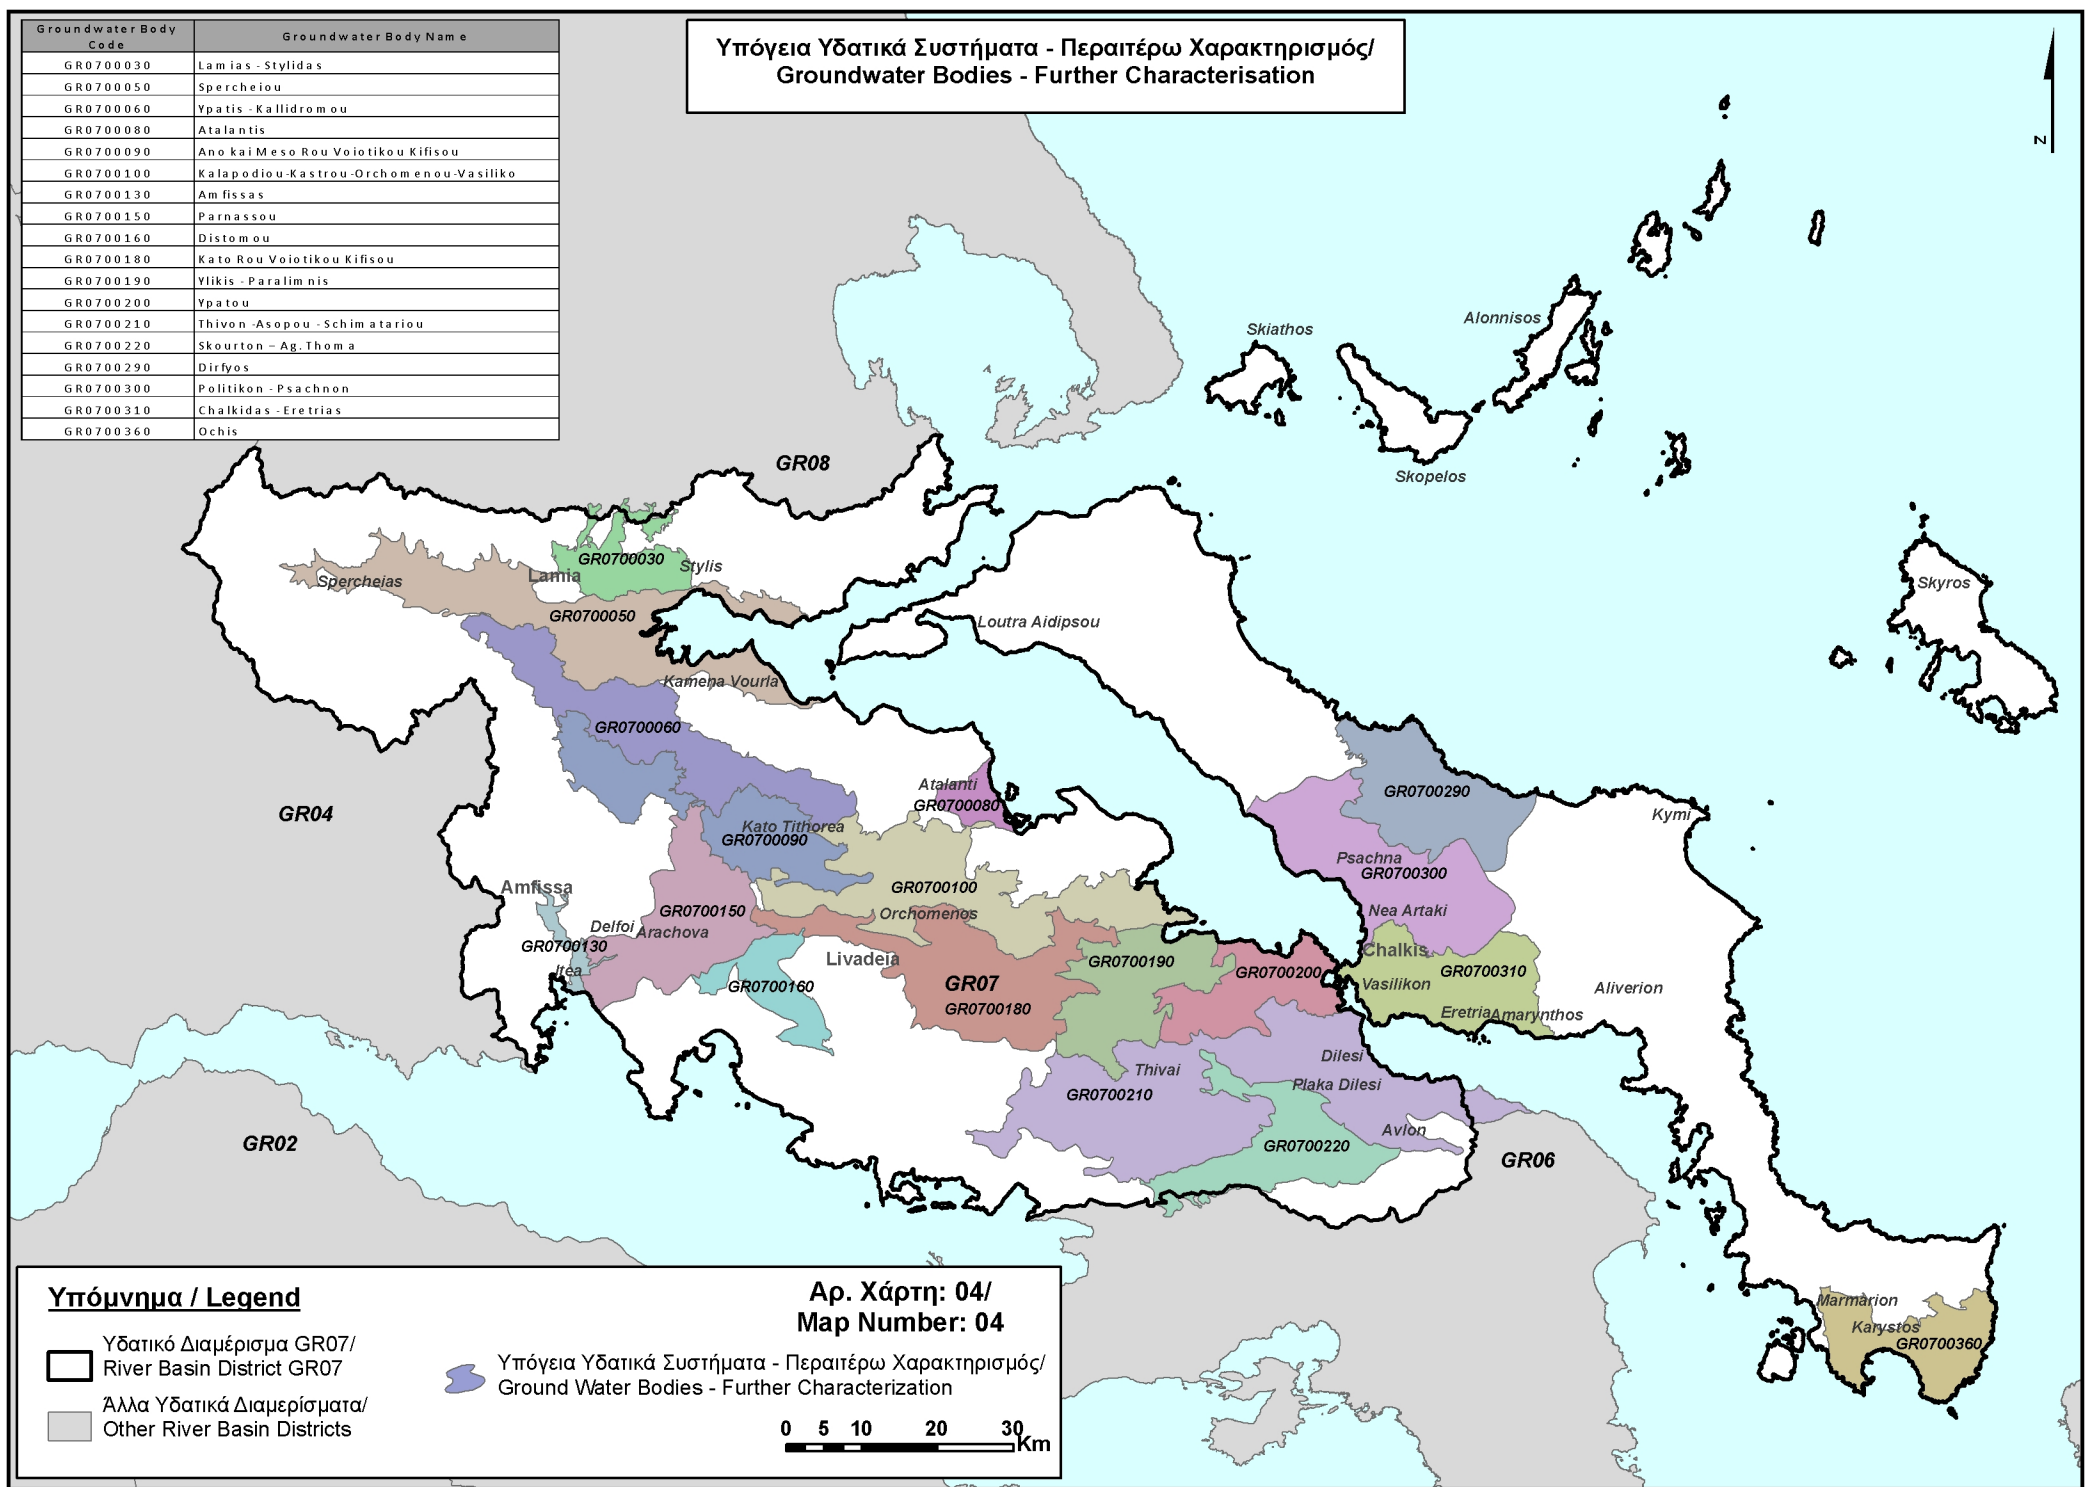 Groundwater Body Code Groundwater Body Name
GR0700030 Lamias - Stylidas
GR0700050 Spercheiou
GR0700060 Ypatis - Kallidromou
GR0700080 Atalantis
GR0700090 Ano kai Meso Rou Voiotikou Kifisou
GR0700100 Kalapodiou-Kastrou-Orchomenou-Vasiliko
GR0700130 Amfissas
GR0700150 Parnassou
GR0700160 Distomou
GR0700180 Kato Rou Voiotikou Kifisou
GR0700190 Ylikis - Paralimnis
GR0700200 Ypatou
GR0700210 Thivon -Asopou - Schimatariou
GR0700220 Skourton – Ag. Thoma
GR0700290 Dirfyos
GR0700300 Politikon - Psachnon
GR0700310 Chalkidas - Eretrias
GR0700360 Ochis
Υπόγεια Υδατικά Συστήματα - Περαιτέρω Χαρακτηρισμός/
Groundwater Bodies - Further Characterisation
N
Skiathos
Alonnisos
Skopelos
GR08
Skyros
GR0700030
Stylis
Lamia
Spercheias
GR0700050
Loutra Aidipsou
Kamena Vourla
GR0700060
Atalanti
GR0700080
GR0700290
Kymi
GR04
Kato Tithorea
GR0700090
Psachna
GR0700300
Amfissa
GR0700100
GR0700150
Orchomenos
Nea Artaki
Delfoi
Arachova
GR0700130
Itea
Livadeia
Chalkis
GR0700190
GR0700200
GR0700310
GR0700160
GR07
GR0700180
Vasilikon
Aliverion
Eretria
Amarynthos
Dilesi
Thivai
Plaka Dilesi
GR0700210
Avlon
GR0700220
GR02
GR06
Marmarion
Karystos
GR0700360
Υπόμνημα / Legend
Υδατικό Διαμέρισμα GR07/
River Basin District GR07
Άλλα Υδατικά Διαμερίσματα/
Other River Basin Districts
Αρ. Χάρτη: 04/
Map Number: 04
Υπόγεια Υδατικά Συστήματα - Περαιτέρω Χαρακτηρισμός/
Ground Water Bodies - Further Characterization
0 5 10 20 30
Km